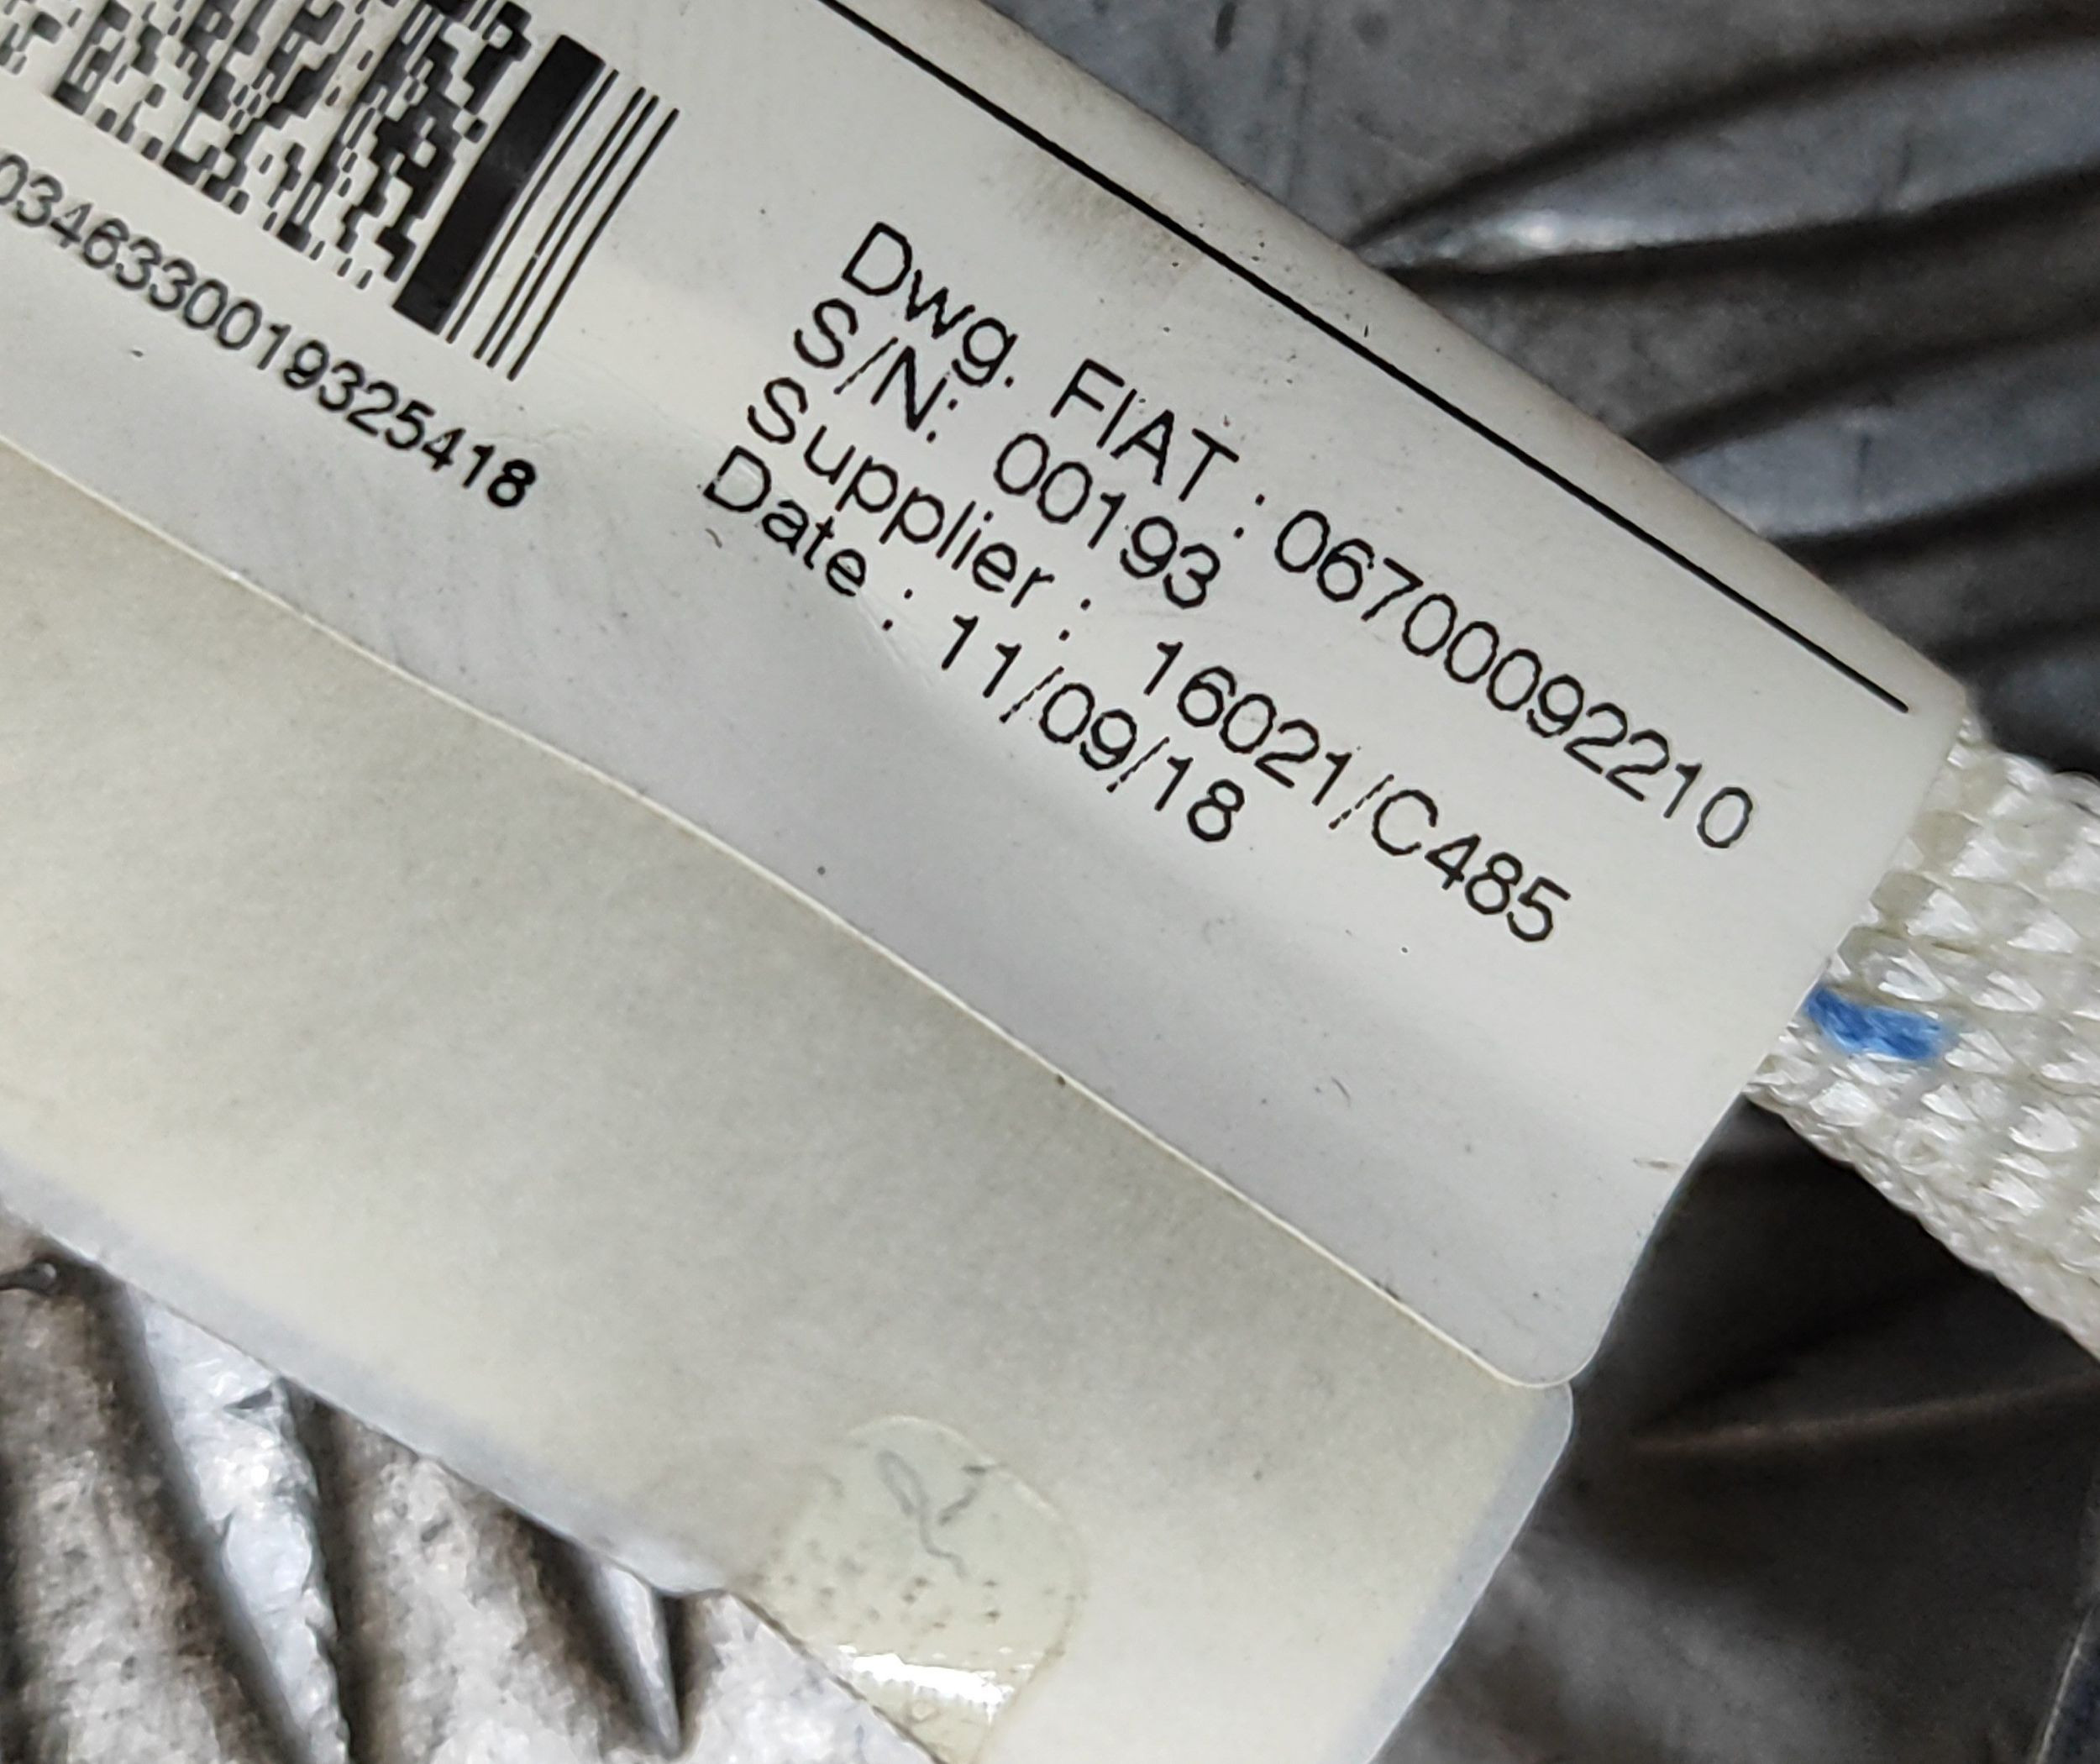 0346330019325418
Dwg. FIAT : 06700092210
S/N: 00193
Supplier : 16021/C485
Date : 11/09/18